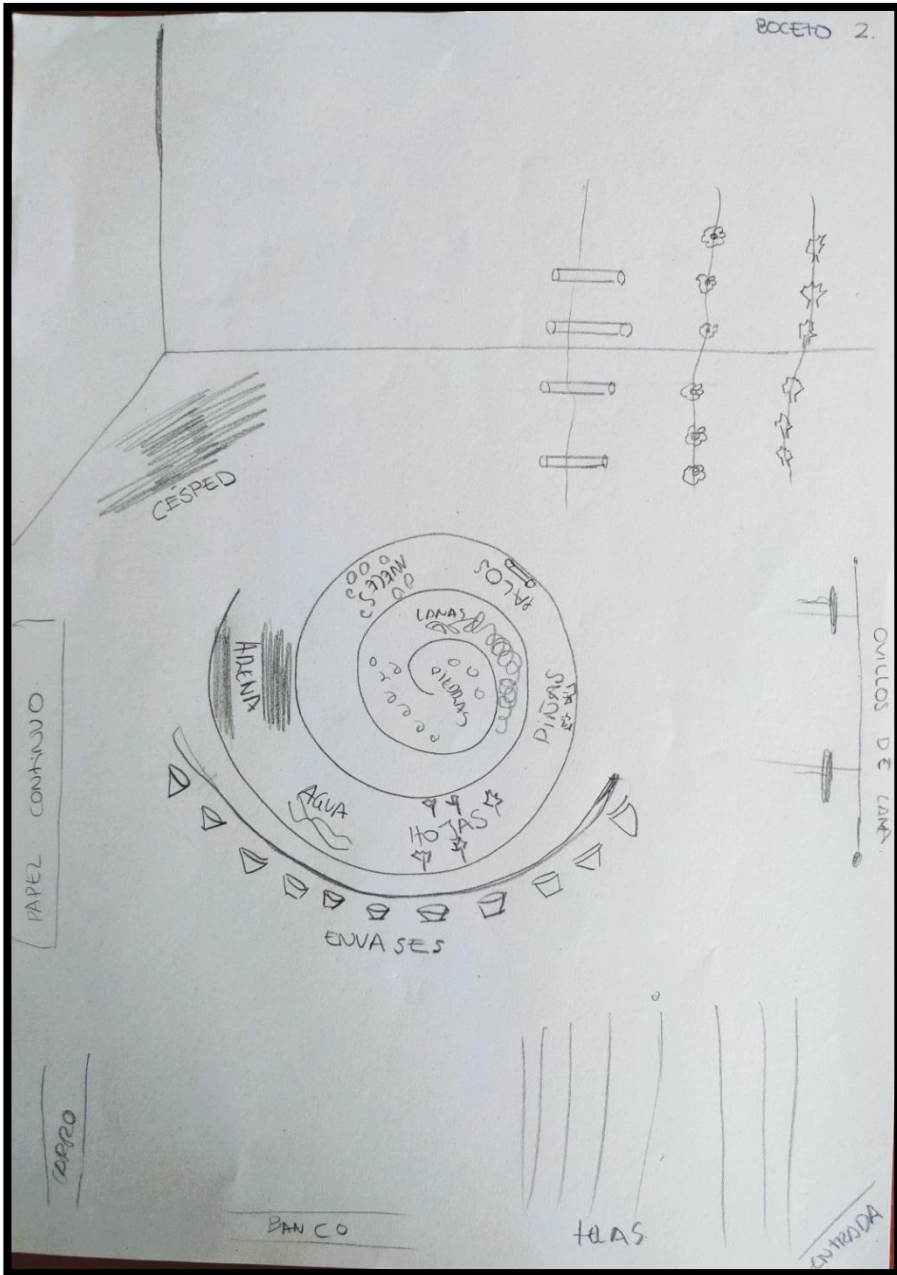 BOCETO 2.
CÉSPED
NUECES
PALOS
LANAS
PIEDRAS
ARENA
PIÑAS
AGUA
HOJAS
ENVASES
PAPEL CONTINUO
OVILLOS DE LANA.
CARRO
BANCO
tElAS
ENTRADA